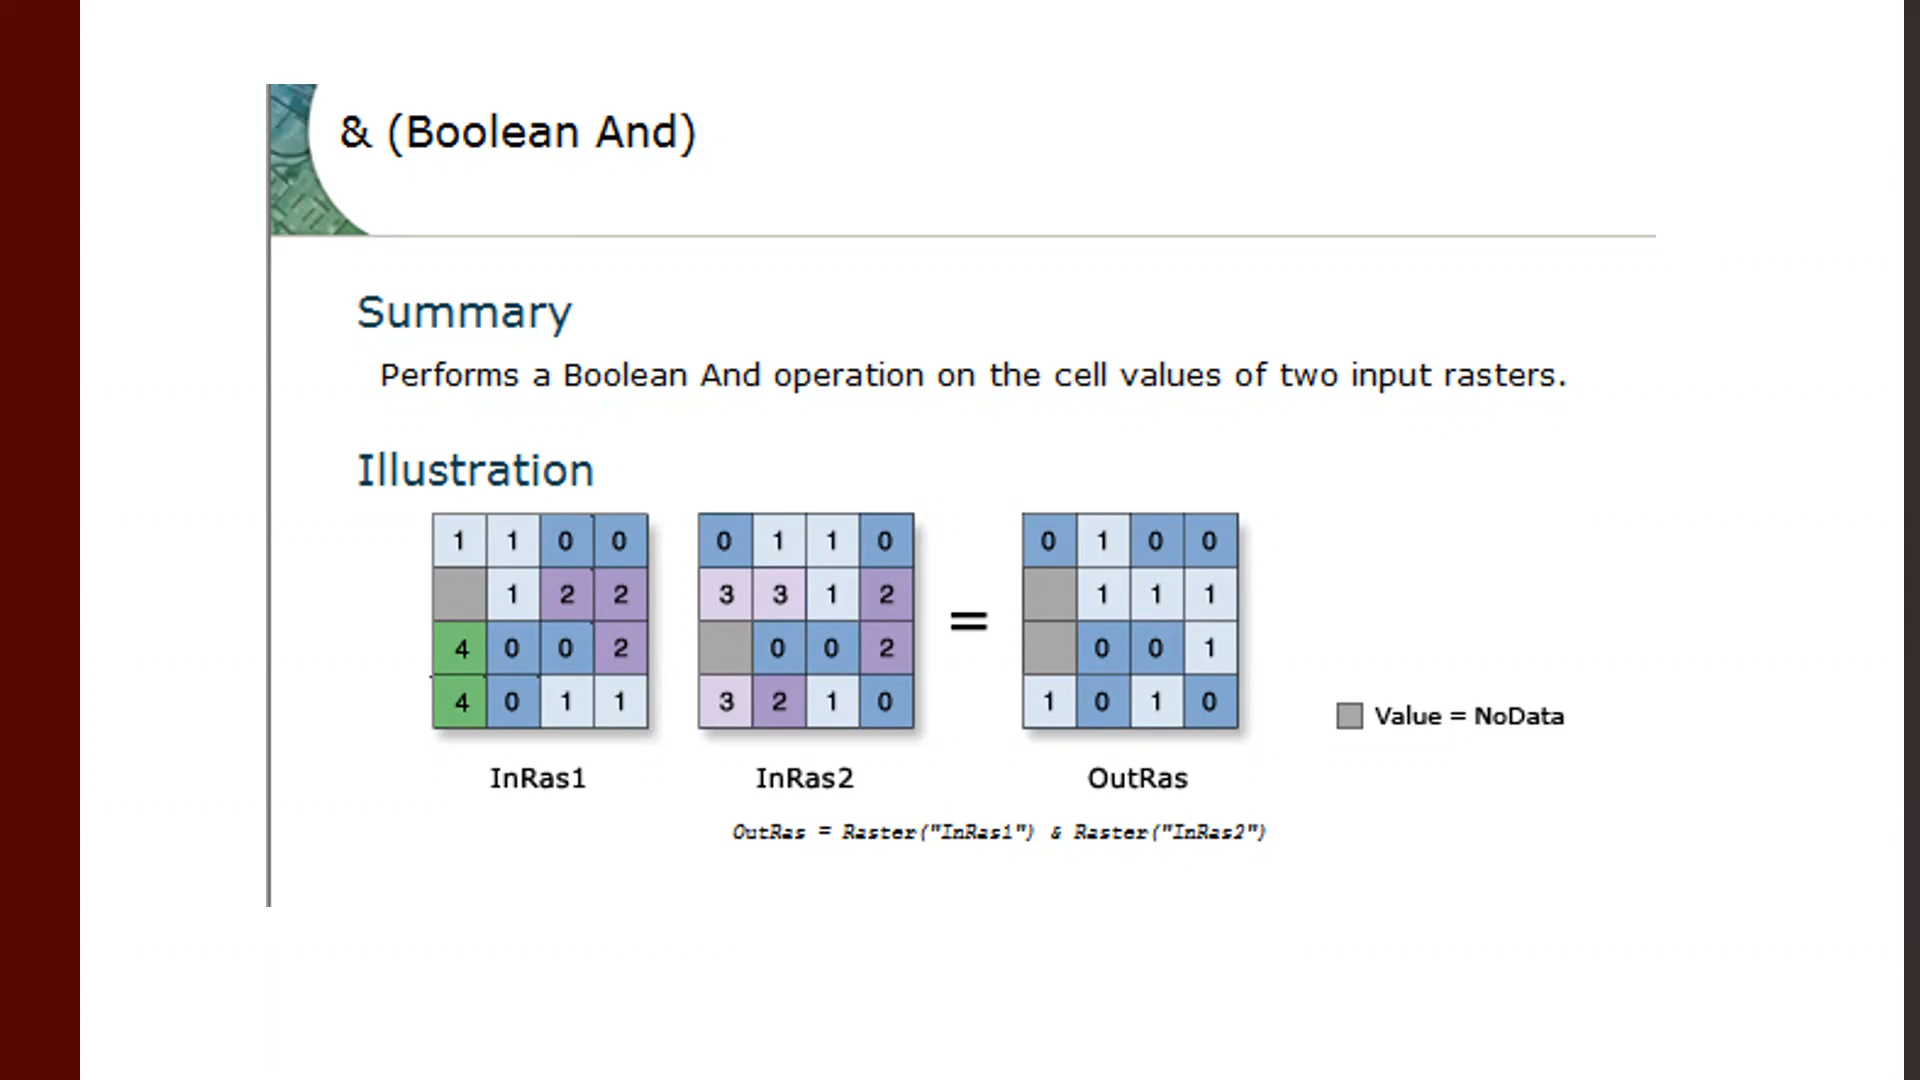 & (Boolean And)
Summary
Performs a Boolean And operation on the cell values of two input rasters.
Illustration
1 1 0 0 0 1 1 0 0 1 0 0
1 2 2 3 3 1 2 = 1 1 1
4 0 0 2 0 0 2 0 0 1
4 0 1 1 3 2 1 0 1 0 1 0
Value = NoData
InRas1 InRas2 OutRas
OutRas = Raster("InRas1") & Raster("InRas2")